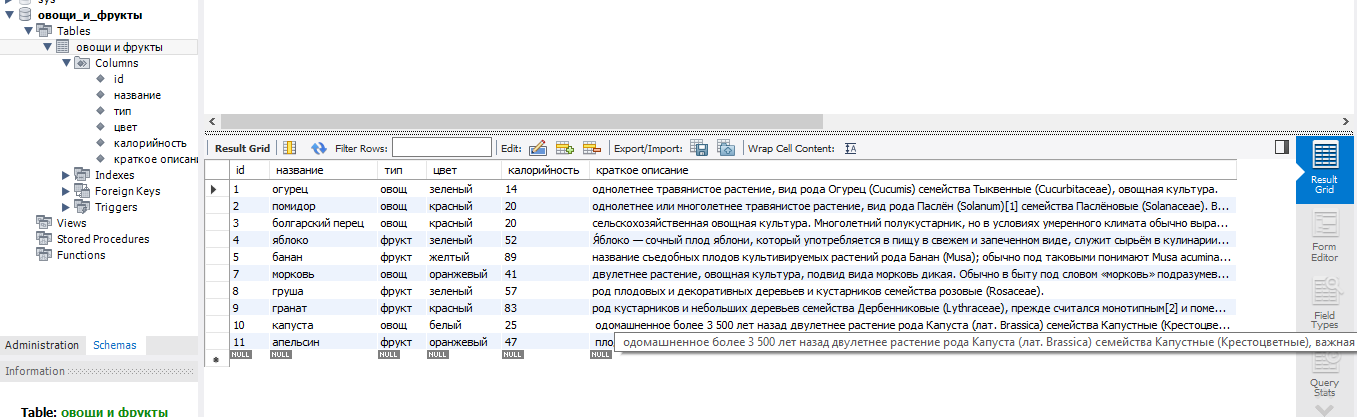 sys
овощи_и_фрукты
Tables
овощи и фрукты
Columns
id
название
тип
цвет
калорийность
краткое описан
Indexes
Foreign Keys
Triggers
Views
Stored Procedures
Functions
Administration Schemas
Information
Table: овощи и фрукты
Result Grid Filter Rows: Edit: Export/Import: Wrap Cell Content:
id название тип цвет калорийность краткое описание
1 огурец овощ зеленый 14 однолетнее травянистое растение, вид рода Огурец (Cucumis) семейства Тыквенные (Cucurbitaceae), овощная культура.
2 помидор овощ красный 20 однолетнее или многолетнее травянистое растение, вид рода Паслён (Solanum)[1] семейства Паслёновые (Solanaceae). В...
3 болгарский перец овощ красный 20 сельскохозяйственная овощная культура. Многолетний полукустарник, но в условиях умеренного климата обычно выра...
4 яблоко фрукт зеленый 52 Я́блоко — сочный плод яблони, который употребляется в пищу в свежем и запеченном виде, служит сырьём в кулинарии...
5 банан фрукт желтый 89 название съедобных плодов культивируемых растений рода Банан (Musa); обычно под таковыми понимают Musa acumina...
7 морковь овощ оранжевый 41 двулетнее растение, овощная культура, подвид вида морковь дикая. Обычно в быту под словом «морковь» подразумев...
8 груша фрукт зеленый 57 род плодовых и декоративных деревьев и кустарников семейства розовые (Rosaceae).
9 гранат фрукт красный 83 род кустарников и небольших деревьев семейства Дербенниковые (Lythraceae), прежде считался монотипным[2] и поме...
10 капуста овощ белый 25 одомашненное более 3 500 лет назад двулетнее растение рода Капуста (лат. Brassica) семейства Капустные (Крестоцве...
11 апельсин фрукт оранжевый 47 пло
одомашненное более 3 500 лет назад двулетнее растение рода Капуста (лат. Brassica) семейства Капустные (Крестоцветные), важная
NULL NULL NULL NULL NULL NULL
Result
Grid
Form
Editor
Field
Types
Query
Stats